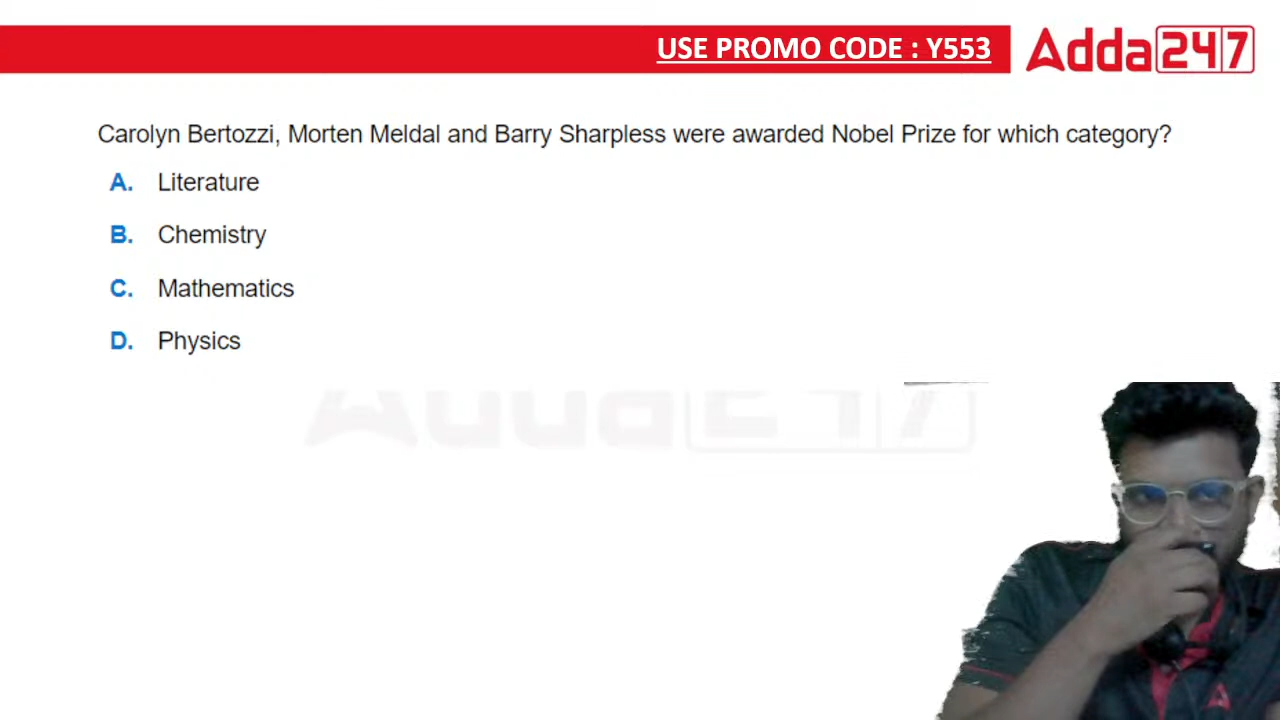 USE PROMO CODE : Y553
Adda247
Carolyn Bertozzi, Morten Meldal and Barry Sharpless were awarded Nobel Prize for which category?
A. Literature
B. Chemistry
C. Mathematics
D. Physics
Adda247